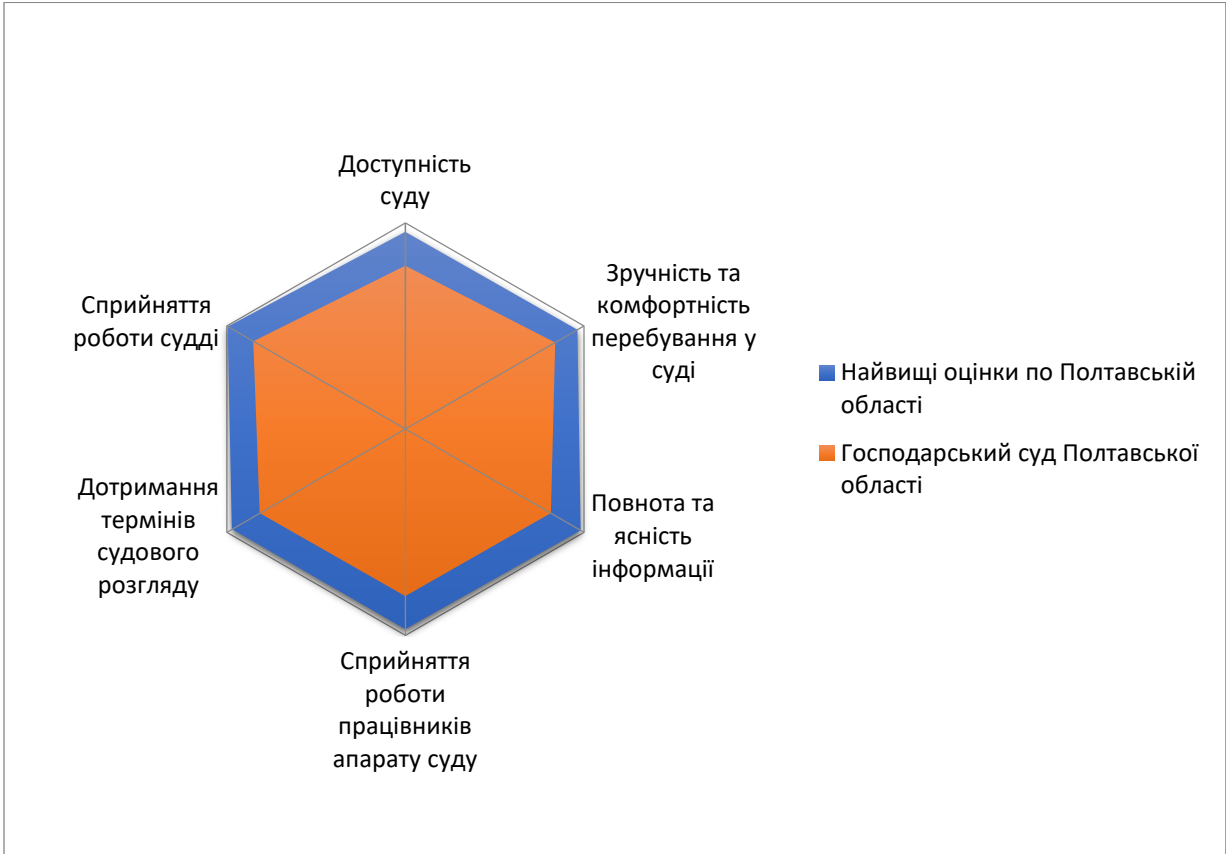 Доступність
суду
Зручність та
комфортність
перебування у
суді
Повнота та
ясність
інформації
Сприйняття
роботи
працівників
апарату суду
Дотримання
термінів
судового
розгляду
Сприйняття
роботи судді
Найвищі оцінки по Полтавській
області
Господарський суд Полтавської
області